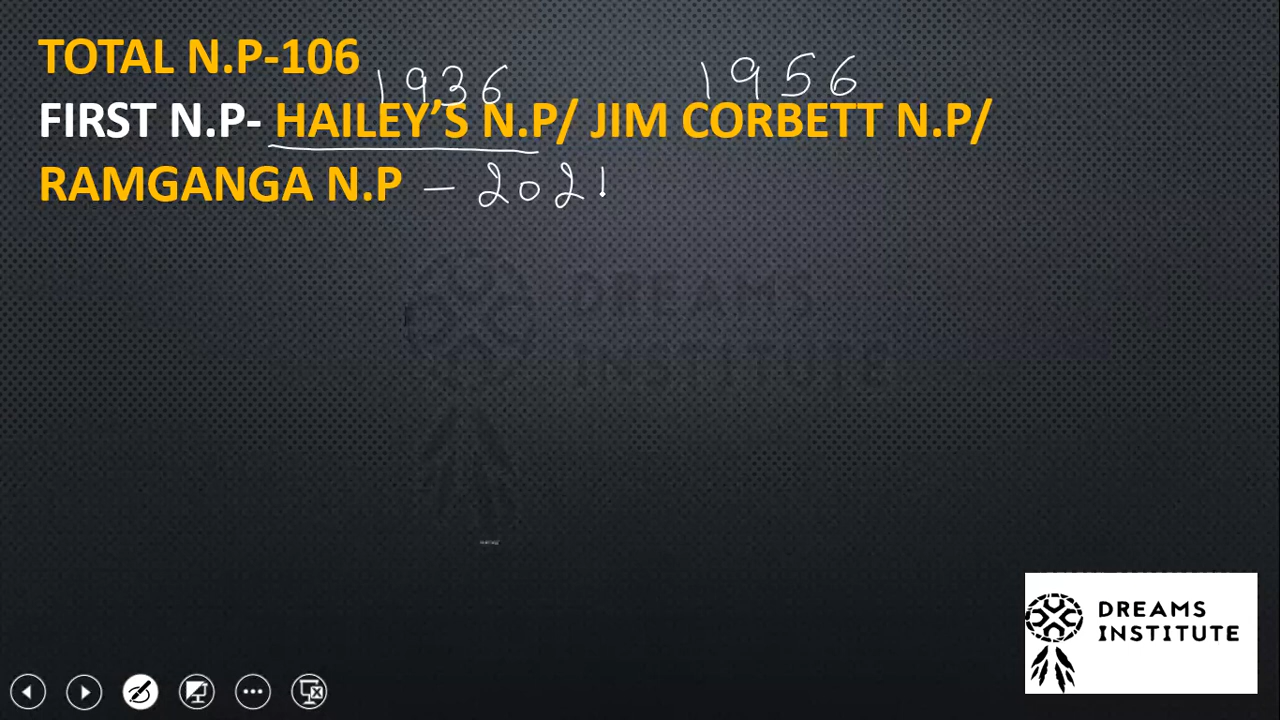 TOTAL N.P-106
1936 1956
FIRST N.P- HAILEY'S N.P/ JIM CORBETT N.P/
RAMGANGA N.P - 2021
DREAMS
INSTITUTE
DREAMS
INSTITUTE